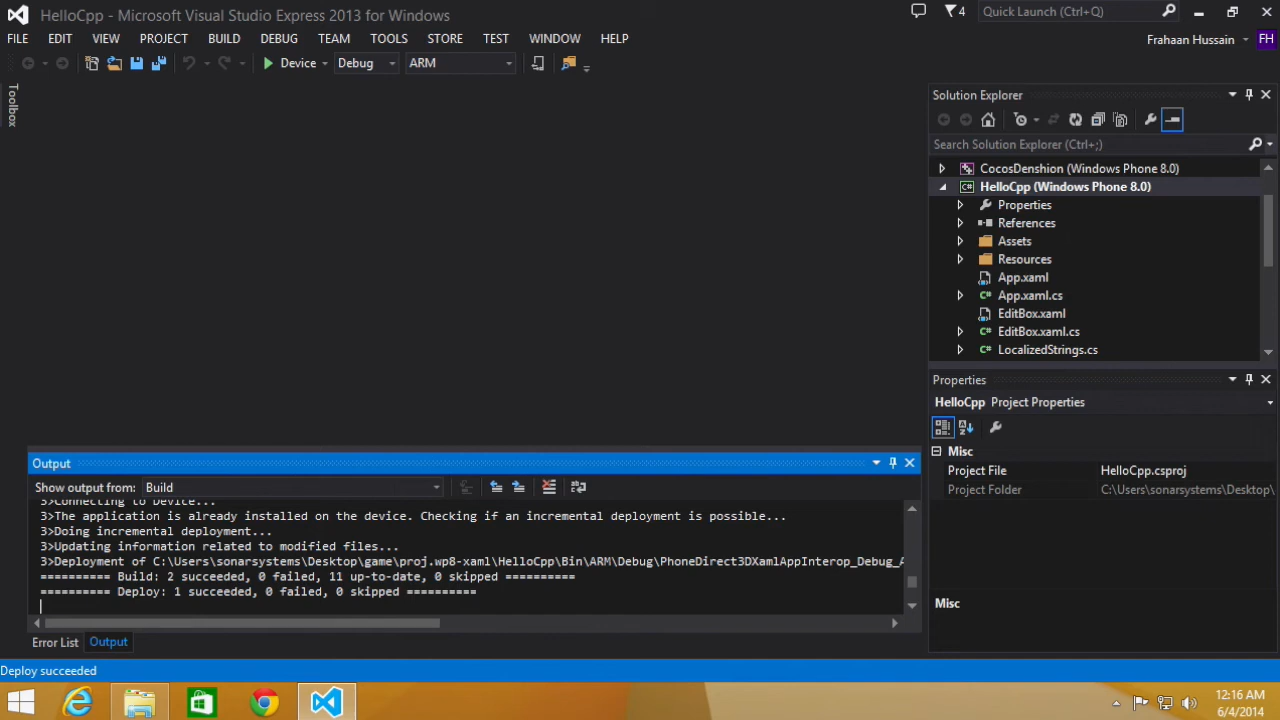 HelloCpp - Microsoft Visual Studio Express 2013 for Windows
4
Quick Launch (Ctrl+Q)
FILE EDIT VIEW PROJECT BUILD DEBUG TEAM TOOLS STORE TEST WINDOW HELP
Frahaan Hussain FH
Device Debug ARM
Toolbox
Solution Explorer
Search Solution Explorer (Ctrl+;)
CocosDenshion (Windows Phone 8.0)
HelloCpp (Windows Phone 8.0)
Properties
References
Assets
Resources
App.xaml
App.xaml.cs
EditBox.xaml
EditBox.xaml.cs
LocalizedStrings.cs
Properties
HelloCpp Project Properties
Misc
Project File HelloCpp.csproj
Project Folder C:\Users\sonarsystems\Desktop\
Misc
Output
Show output from: Build
3>Connecting to Device...
3>The application is already installed on the device. Checking if an incremental deployment is possible...
3>Doing incremental deployment...
3>Updating information related to modified files...
3>Deployment of C:\Users\sonarsystems\Desktop\game\proj.wp8-xaml\HelloCpp\Bin\ARM\Debug\PhoneDirect3DXamlAppInterop_Debug_A
========== Build: 2 succeeded, 0 failed, 11 up-to-date, 0 skipped ==========
========== Deploy: 1 succeeded, 0 failed, 0 skipped ==========
Error List Output
Deploy succeeded
12:16 AM
6/4/2014